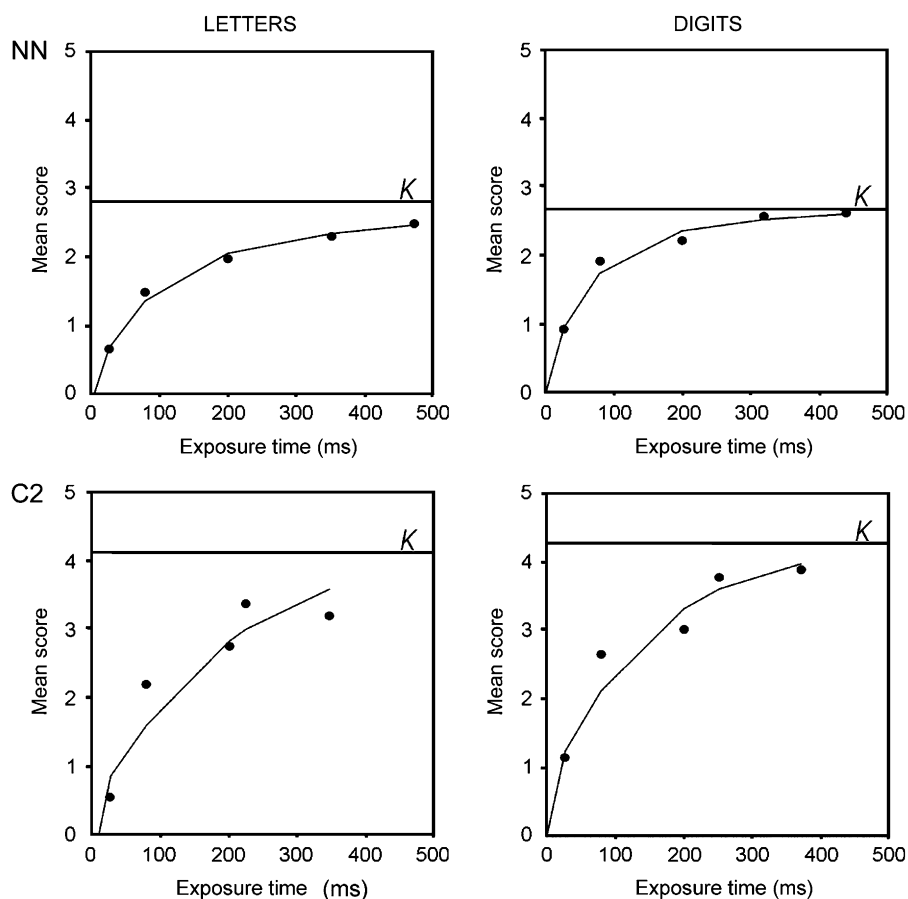 LETTERS DIGITS
NN
5 5
4 4
3 K 3 K
Mean score Mean score
2 2
1 1
0 0
0 100 200 300 400 500 0 100 200 300 400 500
Exposure time (ms) Exposure time (ms)
C2
5 5
K K
4 4
3 3
Mean score Mean score
2 2
1 1
0 0
0 100 200 300 400 500 0 100 200 300 400 500
Exposure time (ms) Exposure time (ms)